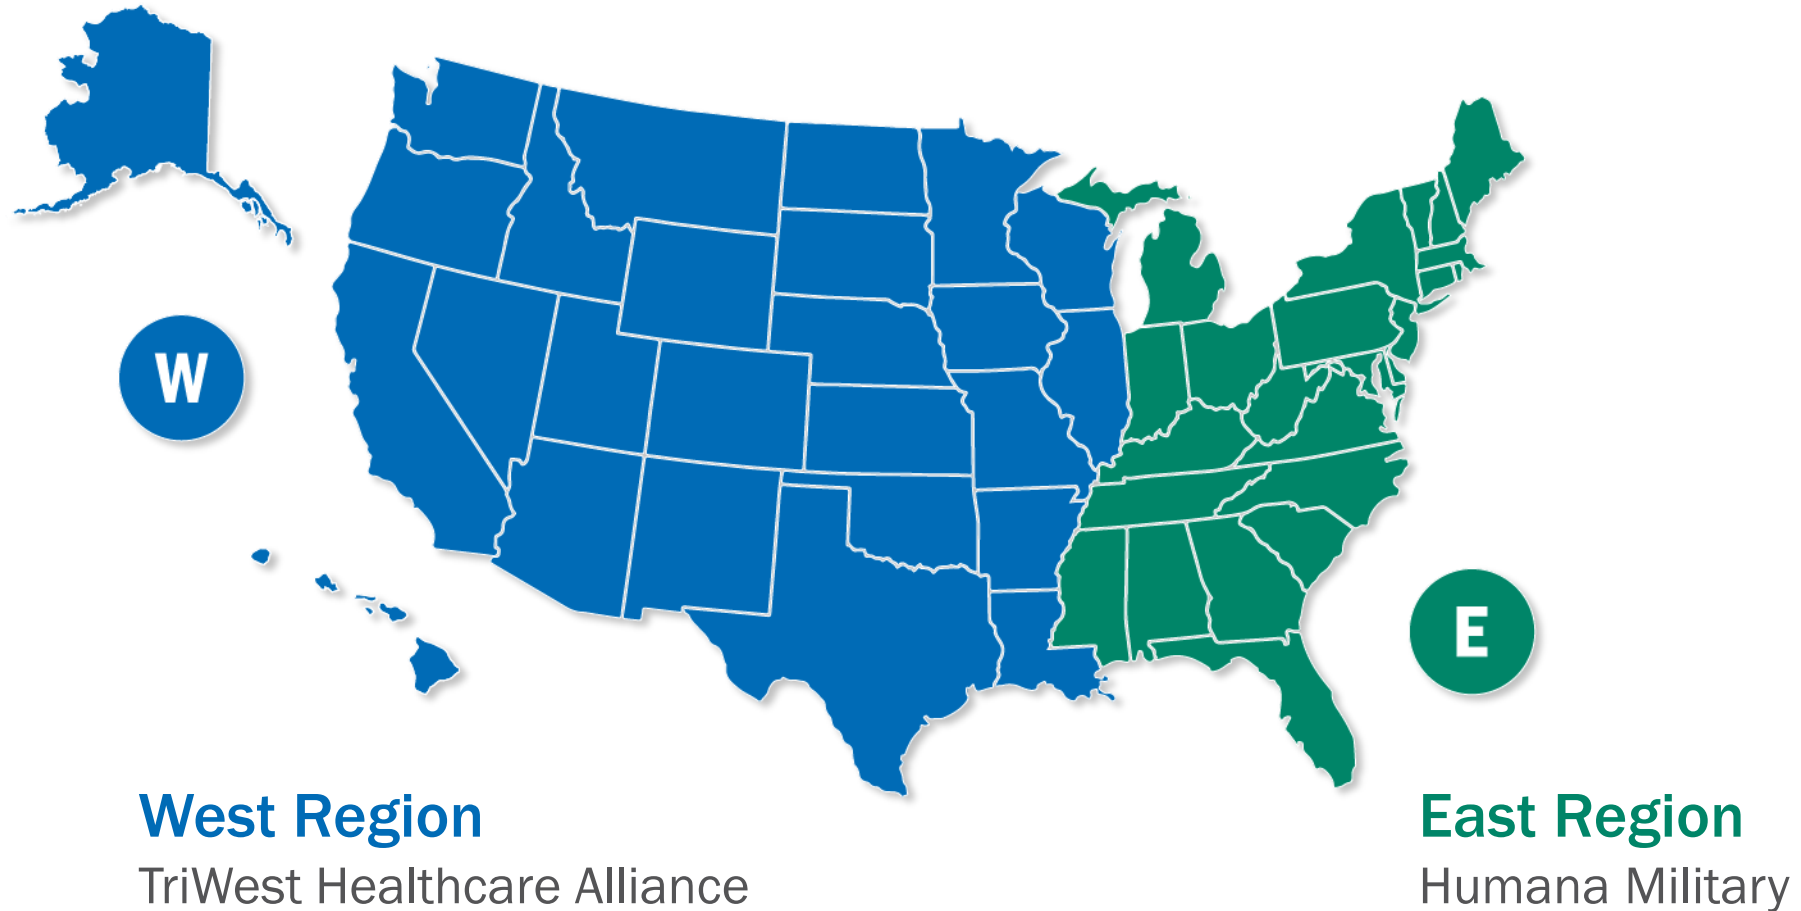 W
E
West Region
TriWest Healthcare Alliance
East Region
Humana Military